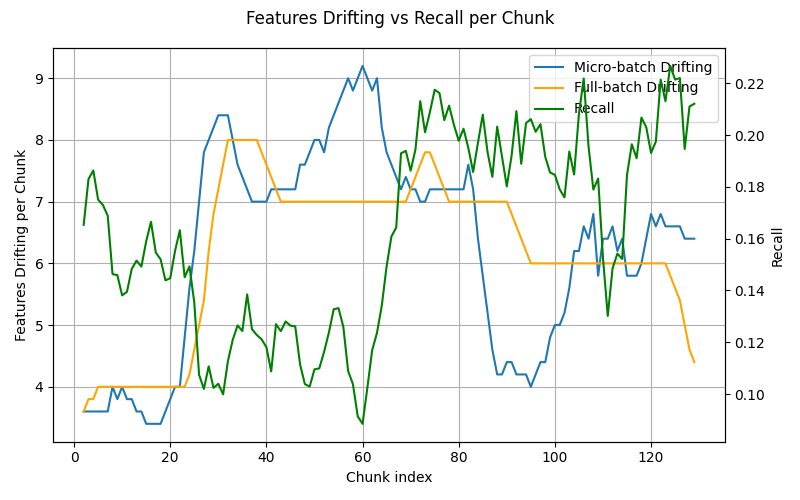 Features Drifting vs Recall per Chunk
Micro-batch Drifting
Full-batch Drifting
Recall
Features Drifting per Chunk
9
8
7
6
5
4
0.22
0.20
0.18
0.16
0.14
0.12
0.10
Recall
0 20 40 60 80 100 120
Chunk index